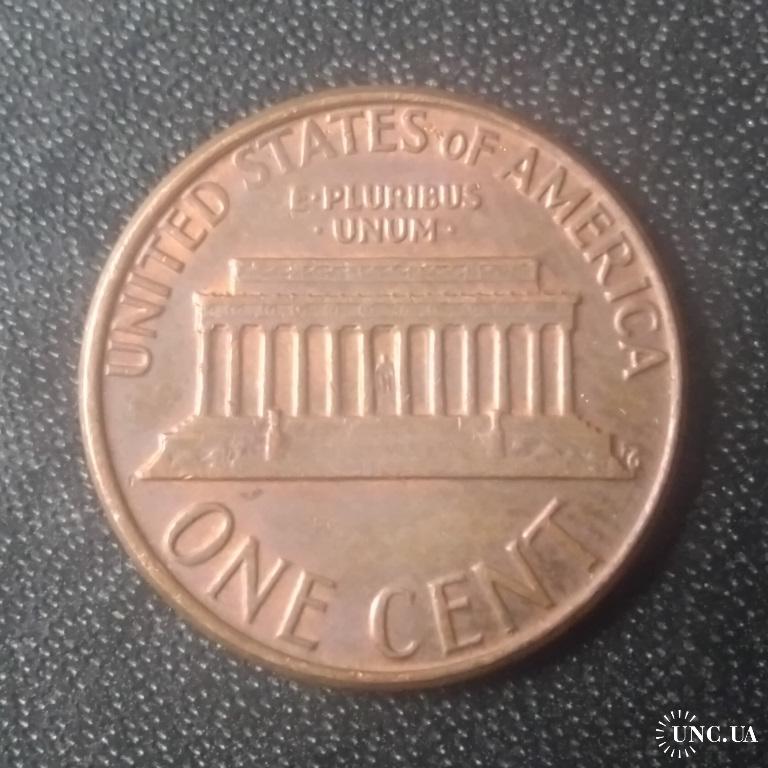 UNITED STATES OF AMERICA
E·PLURIBUS
·UNUM·
ONE CENT
UNC.UA